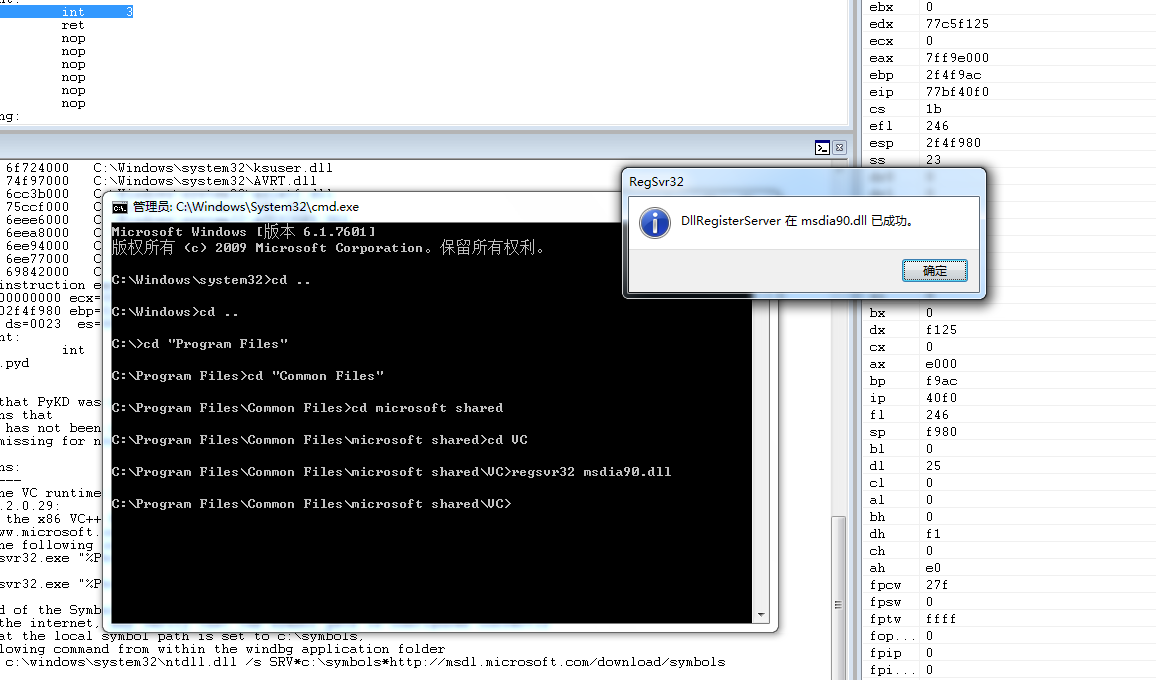 int 3
ret
nop
nop
nop
nop
nop
nop
ng:
6f724000 C:\Windows\system32\ksuser.dll
74f97000 C:\Windows\system32\AVRT.dll
6cc3b000
75ccf000
6eee6000
6eea8000
6ee94000
6ee77000
69842000
instruction e
00000000 ecx=
02f4f980 ebp=
ds=0023 es=
nt:
int
.pyd
that PyKD was
ns that
has not been
missing for n
ns:
---
he VC runtime
.2.0.29:
the x86 VC++
ww.microsoft.
he following
svr32.exe "%P
svr32.exe "%P
d of the Symb
the internet,
at the local symbol path is set to c:\symbols,
lowing command from within the windbg application folder
c:\windows\system32\ntdll.dll /s SRV*c:\symbols*http://msdl.microsoft.com/download/symbols
管理员: C:\Windows\System32\cmd.exe
Microsoft Windows [版本 6.1.7601]
版权所有 (c) 2009 Microsoft Corporation。保留所有权利。
C:\Windows\system32>cd ..
C:\Windows>cd ..
C:\>cd "Program Files"
C:\Program Files>cd "Common Files"
C:\Program Files\Common Files>cd microsoft shared
C:\Program Files\Common Files\microsoft shared>cd VC
C:\Program Files\Common Files\microsoft shared\VC>regsvr32 msdia90.dll
C:\Program Files\Common Files\microsoft shared\VC>
RegSvr32
DllRegisterServer 在 msdia90.dll 已成功。
确定
ebx 0
edx 77c5f125
ecx 0
eax 7ff9e000
ebp 2f4f9ac
eip 77bf40f0
cs 1b
efl 246
esp 2f4f980
ss 23
bx 0
dx f125
cx 0
ax e000
bp f9ac
ip 40f0
fl 246
sp f980
bl 0
dl 25
cl 0
al 0
bh 0
dh f1
ch 0
ah e0
fpcw 27f
fpsw 0
fptw ffff
fop... 0
fpip 0
fpi... 0